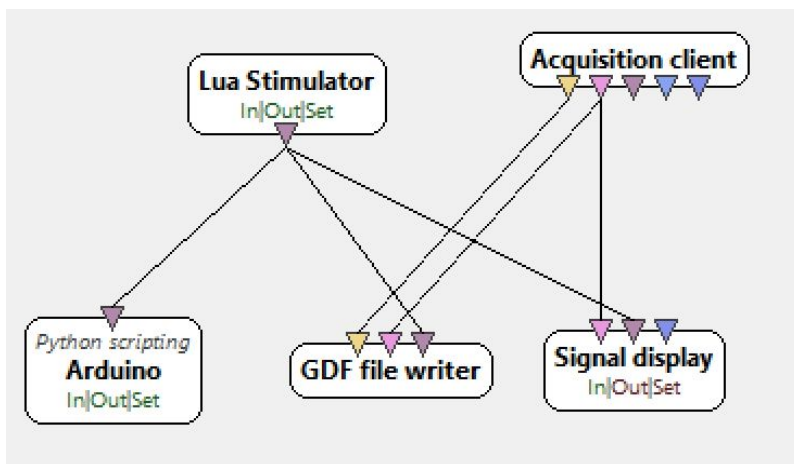 Lua Stimulator
In|Out|Set
Acquisition client
Python scripting
Arduino
In|Out|Set
GDF file writer
Signal display
In|Out|Set